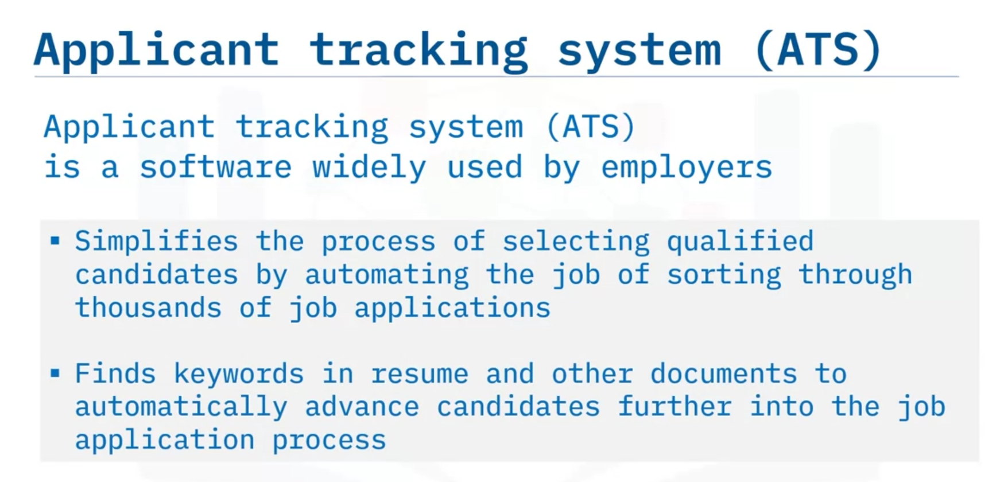 Applicant tracking system (ATS)
Applicant tracking system (ATS)
is a software widely used by employers
▪ Simplifies the process of selecting qualified
candidates by automating the job of sorting through
thousands of job applications
▪ Finds keywords in resume and other documents to
automatically advance candidates further into the job
application process